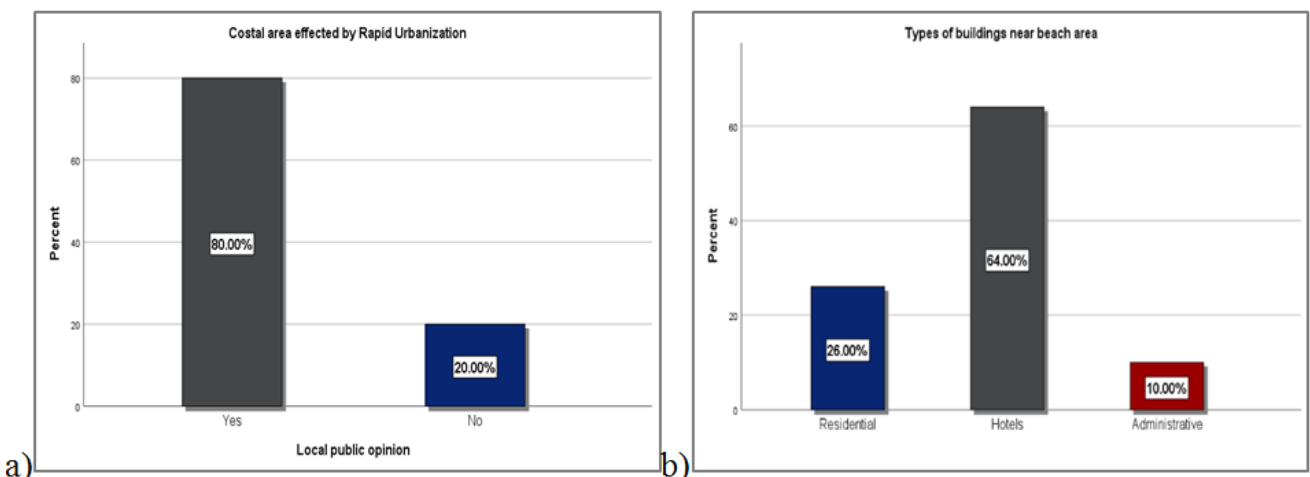 Costal area effected by Rapid Urbanization
Percent
80
60
40
20
0
80.00%
20.00%
Yes
No
Local public opinion
a)
Types of buildings near beach area
Percent
60
40
20
0
26.00%
64.00%
10.00%
Residential
Hotels
Administrative
b)